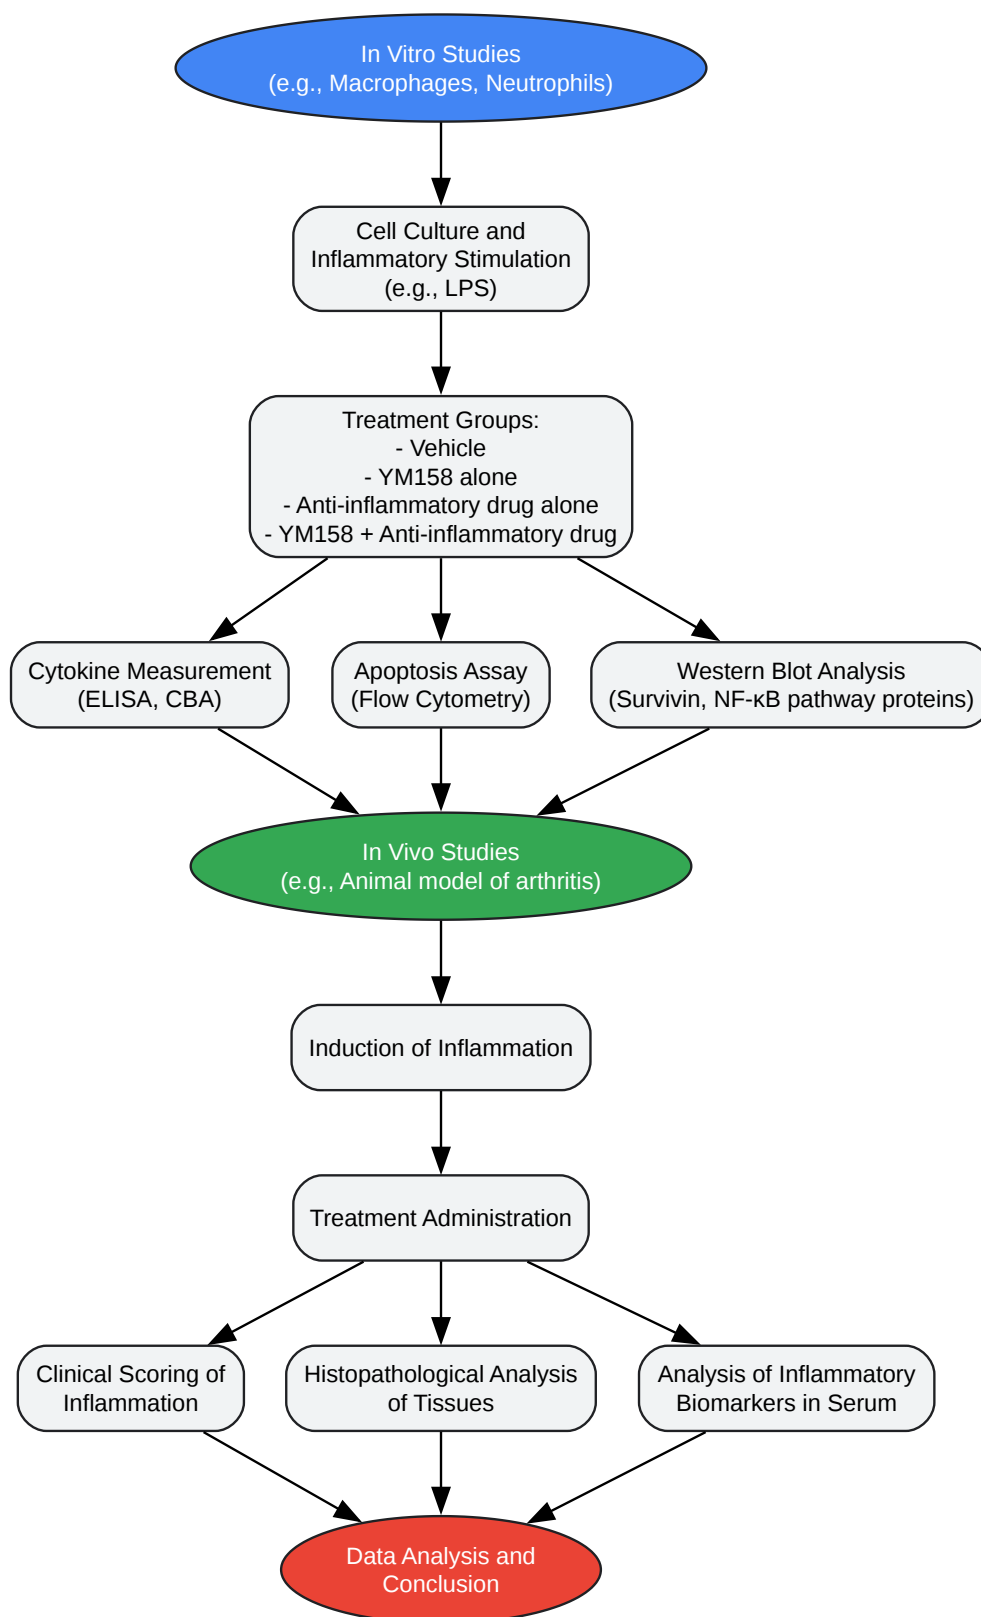 In Vitro Studies
(e.g., Macrophages, Neutrophils)
Cell Culture and
Inflammatory Stimulation
(e.g., LPS)
Treatment Groups:
- Vehicle
- YM158 alone
- Anti-inflammatory drug alone
- YM158 + Anti-inflammatory drug
Cytokine Measurement
(ELISA, CBA)
Apoptosis Assay
(Flow Cytometry)
Western Blot Analysis
(Survivin, NF-κB pathway proteins)
In Vivo Studies
(e.g., Animal model of arthritis)
Induction of Inflammation
Treatment Administration
Clinical Scoring of
Inflammation
Histopathological Analysis
of Tissues
Analysis of Inflammatory
Biomarkers in Serum
Data Analysis and
Conclusion